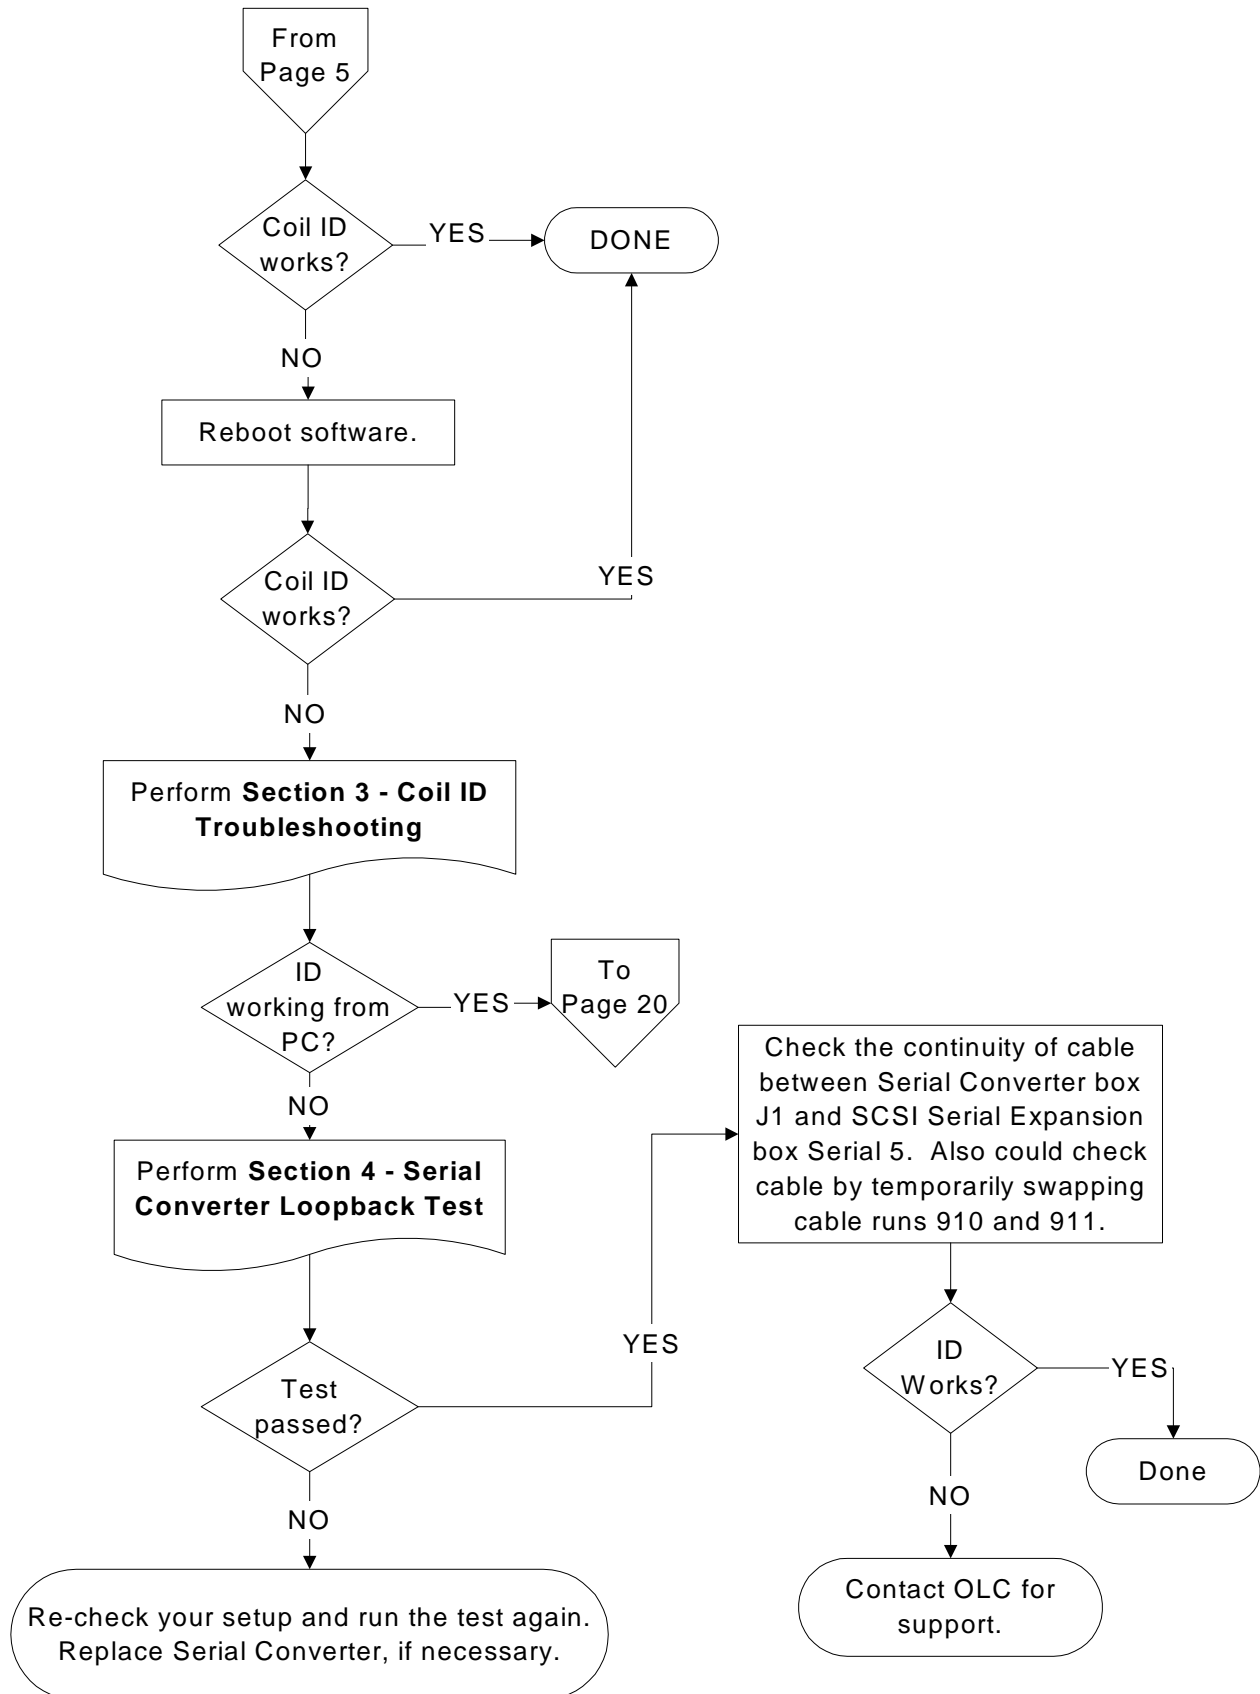 From
Page 5
Coil ID
works?
YES
DONE
NO
Reboot software.
Coil ID
works?
YES
NO
Perform Section 3 - Coil ID
Troubleshooting
ID
working from
PC?
YES
To
Page 20
NO
Perform Section 4 - Serial
Converter Loopback Test
Test
passed?
YES
NO
Re-check your setup and run the test again.
Replace Serial Converter, if necessary.
Check the continuity of cable
between Serial Converter box
J1 and SCSI Serial Expansion
box Serial 5.  Also could check
cable by temporarily swapping
cable runs 910 and 911.
ID
Works?
YES
Done
NO
Contact OLC for
support.